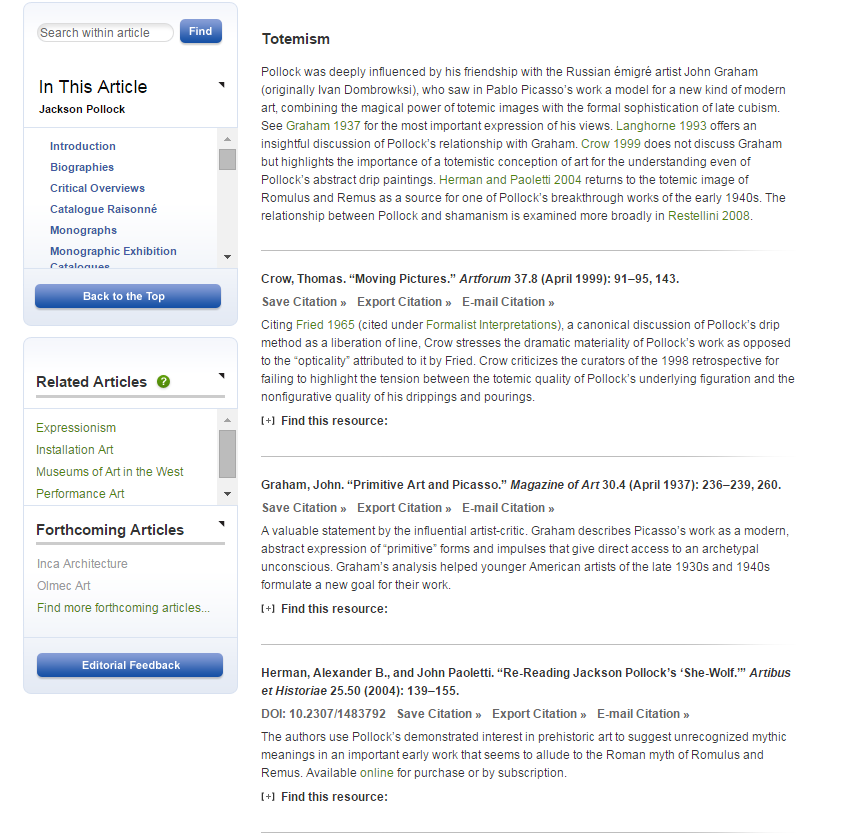 Search within article
Find
In This Article
Jackson Pollock
Introduction
Biographies
Critical Overviews
Catalogue Raisonné
Monographs
Monographic Exhibition
Catalogues
Back to the Top
Related Articles ?
Expressionism
Installation Art
Museums of Art in the West
Performance Art
Forthcoming Articles
Inca Architecture
Olmec Art
Find more forthcoming articles...
Editorial Feedback
Totemism
Pollock was deeply influenced by his friendship with the Russian émigré artist John Graham
(originally Ivan Dombrowksi), who saw in Pablo Picasso’s work a model for a new kind of modern
art, combining the magical power of totemic images with the formal sophistication of late cubism.
See Graham 1937 for the most important expression of his views. Langhorne 1993 offers an
insightful discussion of Pollock’s relationship with Graham. Crow 1999 does not discuss Graham
but highlights the importance of a totemistic conception of art for the understanding even of
Pollock’s abstract drip paintings. Herman and Paoletti 2004 returns to the totemic image of
Romulus and Remus as a source for one of Pollock’s breakthrough works of the early 1940s. The
relationship between Pollock and shamanism is examined more broadly in Restellini 2008.
Crow, Thomas. “Moving Pictures.” Artforum 37.8 (April 1999): 91–95, 143.
Save Citation » Export Citation » E-mail Citation »
Citing Fried 1965 (cited under Formalist Interpretations), a canonical discussion of Pollock’s drip
method as a liberation of line, Crow stresses the dramatic materiality of Pollock’s work as opposed
to the “opticality” attributed to it by Fried. Crow criticizes the curators of the 1998 retrospective for
failing to highlight the tension between the totemic quality of Pollock’s underlying figuration and the
nonfigurative quality of his drippings and pourings.
[+] Find this resource:
Graham, John. “Primitive Art and Picasso.” Magazine of Art 30.4 (April 1937): 236–239, 260.
Save Citation » Export Citation » E-mail Citation »
A valuable statement by the influential artist-critic. Graham describes Picasso’s work as a modern,
abstract expression of “primitive” forms and impulses that give direct access to an archetypal
unconscious. Graham’s analysis helped younger American artists of the late 1930s and 1940s
formulate a new goal for their work.
[+] Find this resource:
Herman, Alexander B., and John Paoletti. “Re-Reading Jackson Pollock’s ‘She-Wolf.’” Artibus
et Historiae 25.50 (2004): 139–155.
DOI: 10.2307/1483792 Save Citation » Export Citation » E-mail Citation »
The authors use Pollock’s demonstrated interest in prehistoric art to suggest unrecognized mythic
meanings in an important early work that seems to allude to the Roman myth of Romulus and
Remus. Available online for purchase or by subscription.
[+] Find this resource: